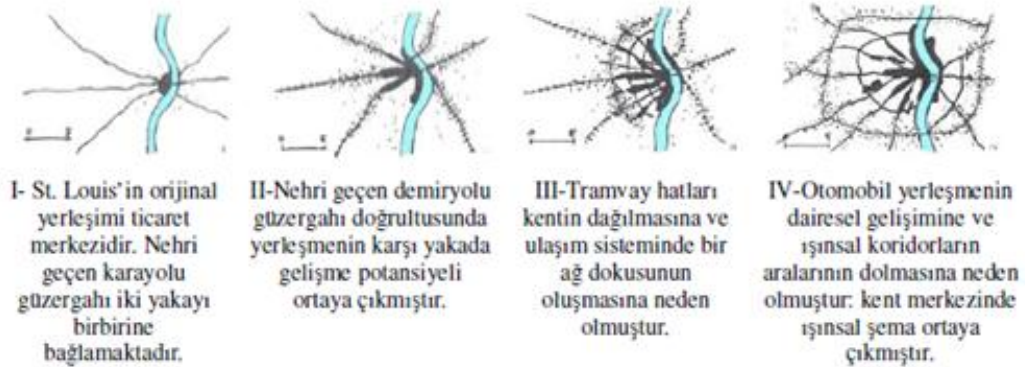 I- St. Louis'in orijinal
yerleşimi ticaret
merkezidir. Nehri
geçen karayolu
güzergahı iki yakayı
birbirine
bağlamaktadır.
II-Nehri geçen demiryolu
güzergahı doğrultusunda
yerleşmenin karşı yakada
gelişme potansiyeli
ortaya çıkmıştır.
III-Tramvay hatları
kentin dağılmasına ve
ulaşım sisteminde bir
ağ dokusunun
oluşmasına neden
olmuştur.
IV-Otomobil yerleşmenin
dairesel gelişimine ve
ışınsal koridorların
aralarının dolmasına neden
olmuştur: kent merkezinde
ışınsal şema ortaya
çıkmıştır.